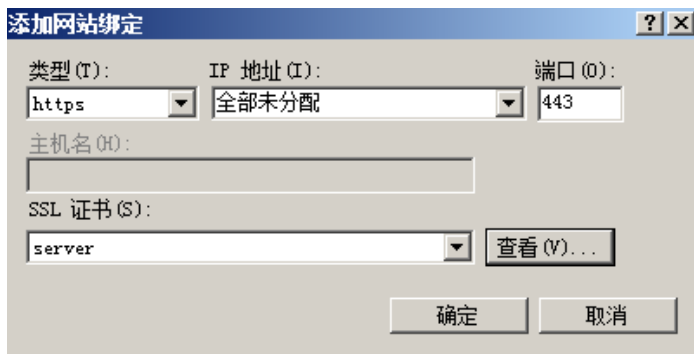 添加网站绑定
类型(T): IP 地址(I): 端口(O):
https 全部未分配 443
主机名(H):
SSL 证书(S):
server 查看(V)...
确定 取消